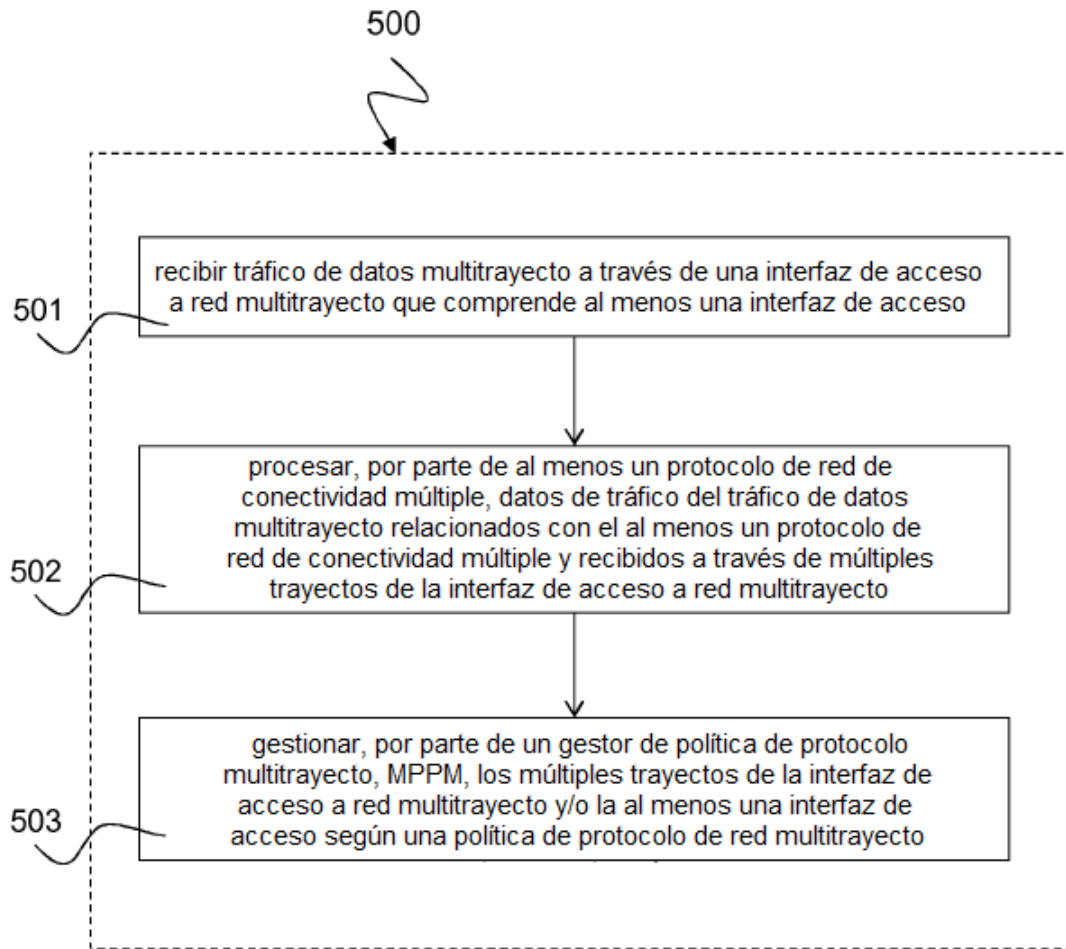 500
recibir tráfico de datos multitrayecto a través de una interfaz de acceso
a red multitrayecto que comprende al menos una interfaz de acceso
501
procesar, por parte de al menos un protocolo de red de
conectividad múltiple, datos de tráfico del tráfico de datos
multitrayecto relacionados con el al menos un protocolo de
red de conectividad múltiple y recibidos a través de múltiples
trayectos de la interfaz de acceso a red multitrayecto
502
gestionar, por parte de un gestor de política de protocolo
multitrayecto, MPPM, los múltiples trayectos de la interfaz de
acceso a red multitrayecto y/o la al menos una interfaz de
acceso según una política de protocolo de red multitrayecto
503